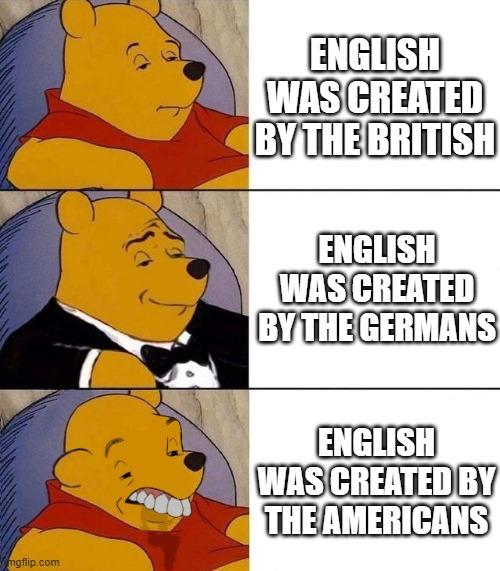 ENGLISH
WAS CREATED
BY THE BRITISH
ENGLISH
WAS CREATED
BY THE GERMANS
ENGLISH
WAS CREATED BY
THE AMERICANS
imgflip.com